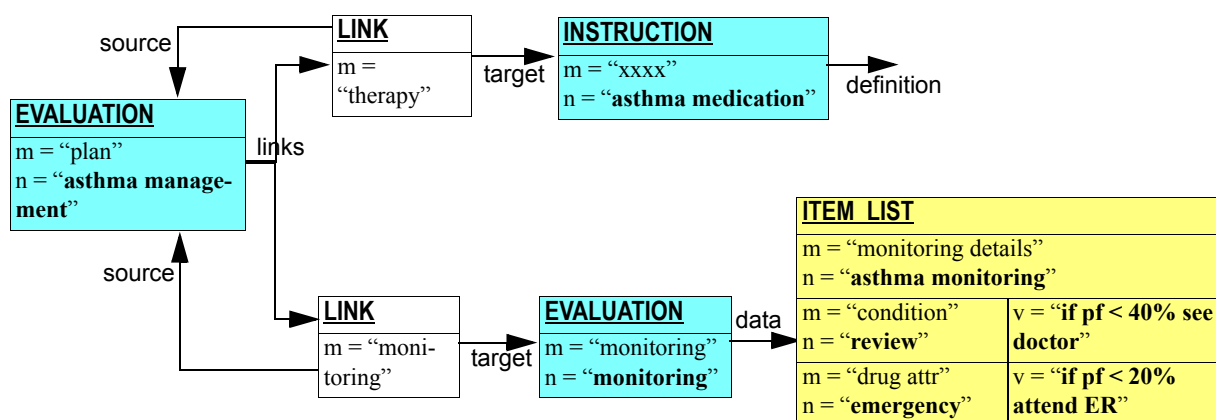 LINK
m =
“therapy”
source
target
INSTRUCTION
m = “xxxx”
n = “asthma medication”
definition
EVALUATION
m = “plan”
n = “asthma manage-
ment”
links
source
LINK
m = “moni-
toring”
target
EVALUATION
m = “monitoring”
n = “monitoring”
data
ITEM_LIST
m = “monitoring details”
n = “asthma monitoring”
m = “condition”
n = “review”
v = “if pf < 40% see
doctor”
m = “drug attr”
n = “emergency”
v = “if pf < 20%
attend ER”